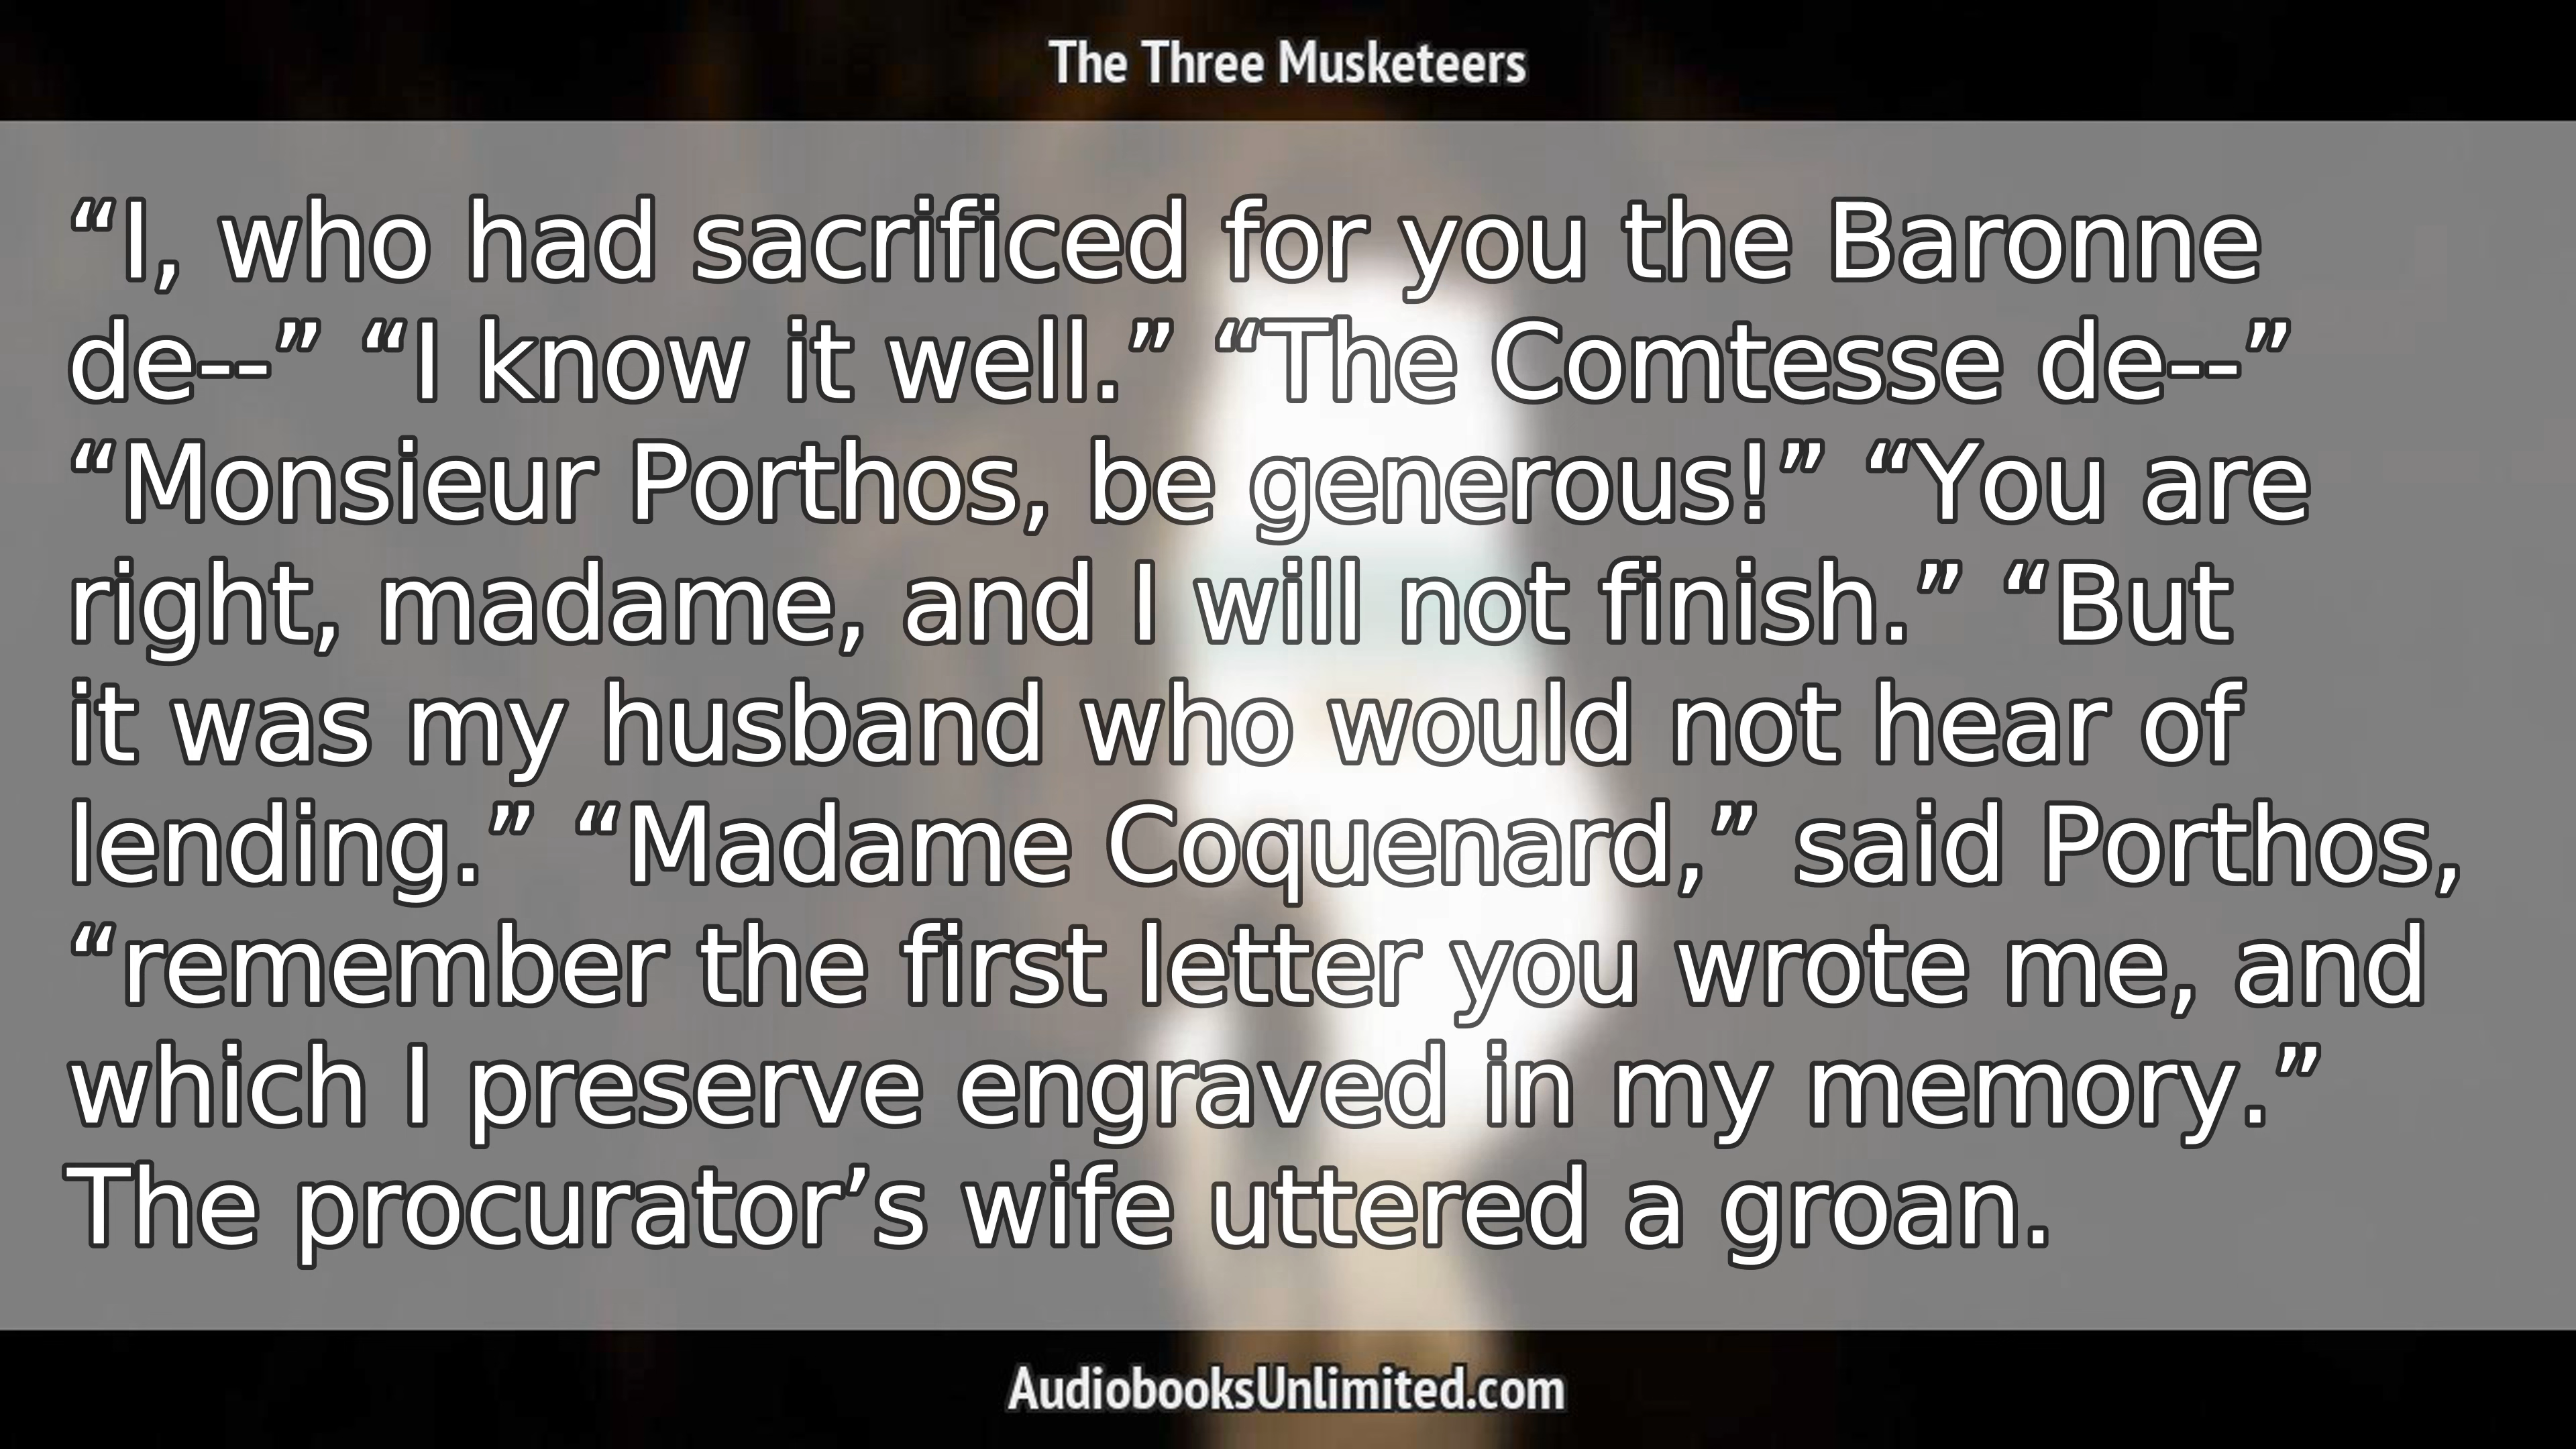 The Three Musketeers
“I, who had sacrificed for you the Baronne
de--” “I know it well.” “The Comtesse de--”
“Monsieur Porthos, be generous!” “You are
right, madame, and I will not finish.” “But
it was my husband who would not hear of
lending.” “Madame Coquenard,” said Porthos,
“remember the first letter you wrote me, and
which I preserve engraved in my memory.”
The procurator’s wife uttered a groan.
AudiobooksUnlimited.com